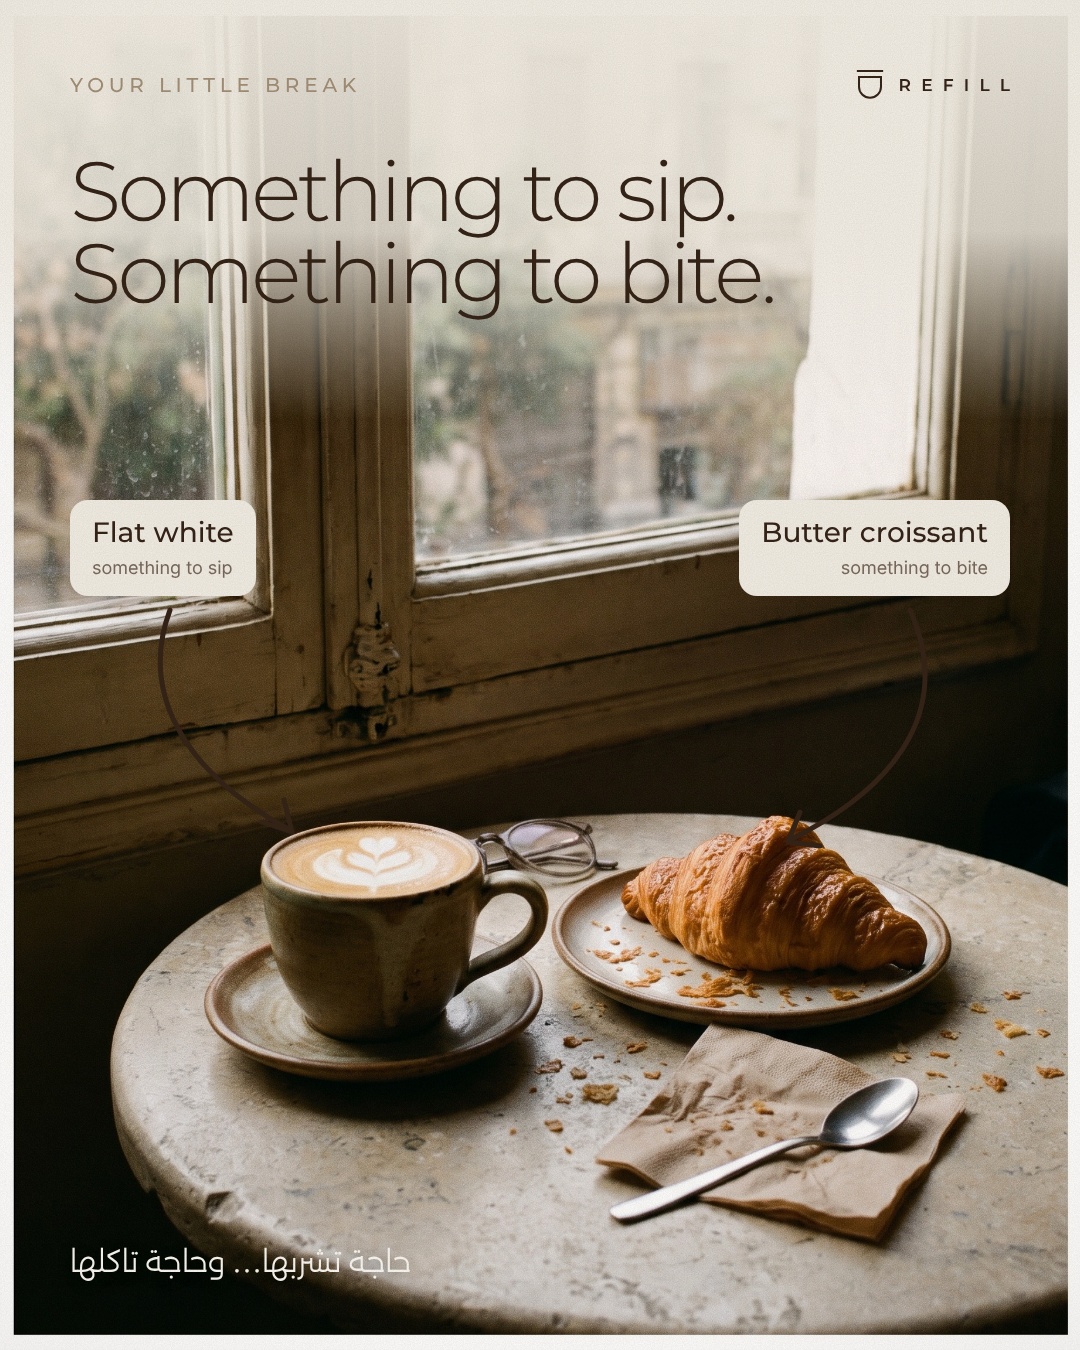 YOUR LITTLE BREAK
REFILL
Something to sip.
Something to bite.
Flat white
something to sip
Butter croissant
something to bite
حاجة تشربها... وحاجة تاكلها